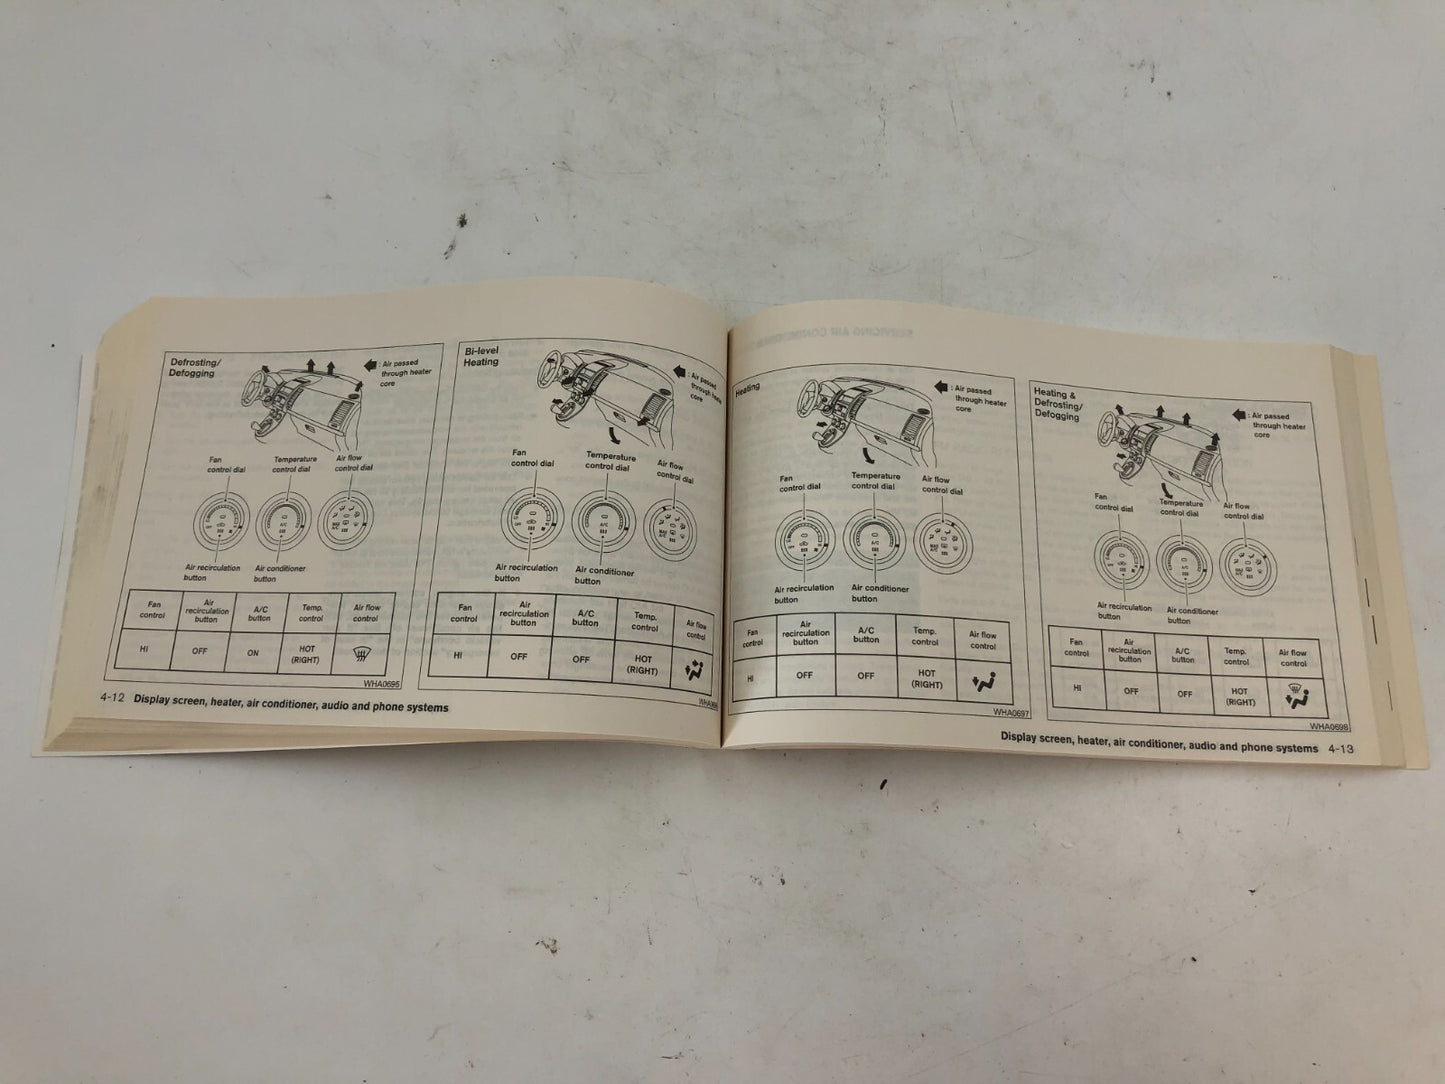 Defrosting/
Defogging
: Air passed
through heater
core
Fan
control dial
Temperature
control dial
Air flow
control dial
A/C
Air recirculation
button
Air conditioner
button
Fan
control
Air
recirculation
button
A/C
button
Temp.
control
Air flow
control
HI
OFF
ON
HOT
(RIGHT)
WHA0695
4-12 Display screen, heater, air conditioner, audio and phone systems
Bi-level
Heating
: Air passed
through heater
core
Fan
control dial
Temperature
control dial
Air flow
control dial
A/C
Air recirculation
button
Air conditioner
button
Fan
control
Air
recirculation
button
A/C
button
Temp.
control
Air flow
control
HI
OFF
OFF
HOT
(RIGHT)
Heating
: Air passed
through heater
core
Fan
control dial
Temperature
control dial
Air flow
control dial
A/C
Air recirculation
button
Air conditioner
button
Fan
control
Air
recirculation
button
A/C
button
Temp.
control
Air flow
control
HI
OFF
OFF
HOT
(RIGHT)
WHA0697
Heating &
Defrosting/
Defogging
: Air passed
through heater
core
Fan
control dial
Temperature
control dial
Air flow
control dial
Air recirculation
button
Air conditioner
button
Fan
control
Air
recirculation
button
A/C
button
Temp.
control
Air flow
control
HI
OFF
OFF
HOT
(RIGHT)
WHA0698
Display screen, heater, air conditioner, audio and phone systems 4-13